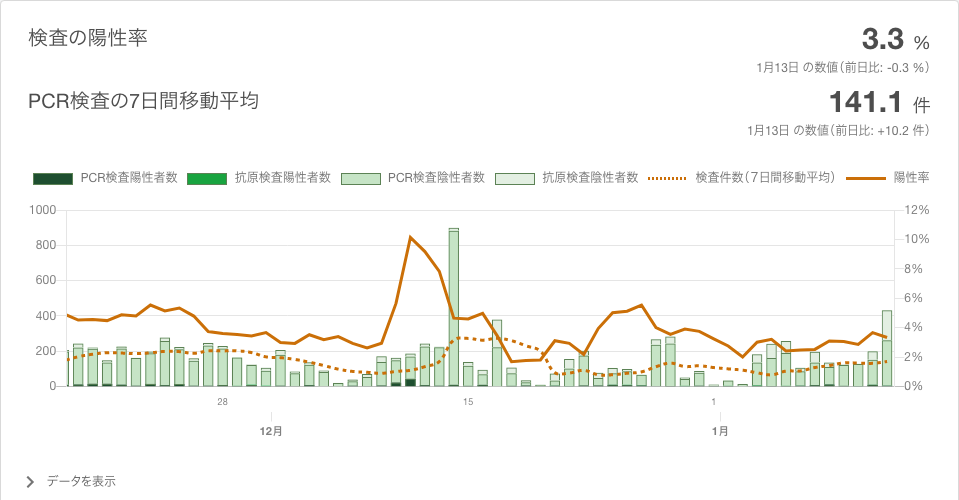 検査の陽性率
3.3 %
1月13日 の数値（前日比: -0.3 %）
PCR検査の7日間移動平均
141.1 件
1月13日 の数値（前日比: +10.2 件）
PCR検査陽性者数 抗原検査陽性者数 PCR検査陰性者数 抗原検査陰性者数 検査件数（7日間移動平均） 陽性率
1000 12%
800 10%
600 8%
400 6%
200 4%
0 2%
0%
28 15 1
12月 1月
データを表示